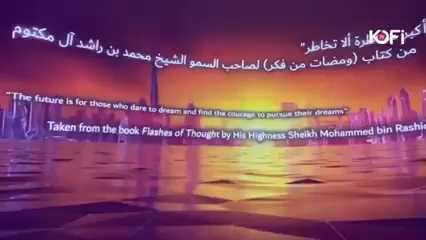 KOFi
أكبر مخاطرة ألا تخاطر"
من كتاب (ومضات من فكر) لصاحب السمو الشيخ محمد بن راشد آل مكتوم
"The future is for those who dare to dream and find the courage to pursue their dreams"
Taken from the book Flashes of Thought by His Highness Sheikh Mohammed bin